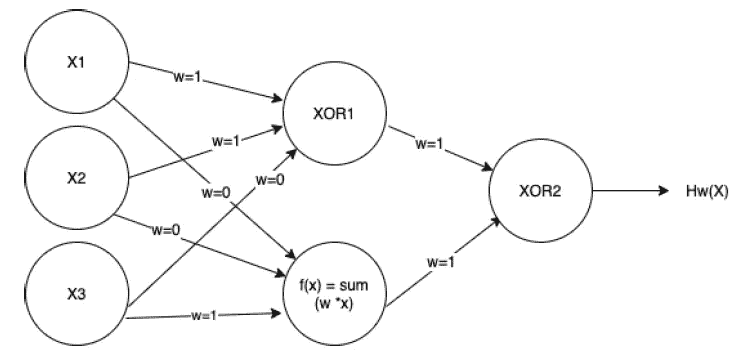 X1
w=1
XOR1
w=1
w=1
X2
w=0
w=0
XOR2
Hw(X)
w=0
w=1
X3
f(x) = sum
(w *x)
w=1